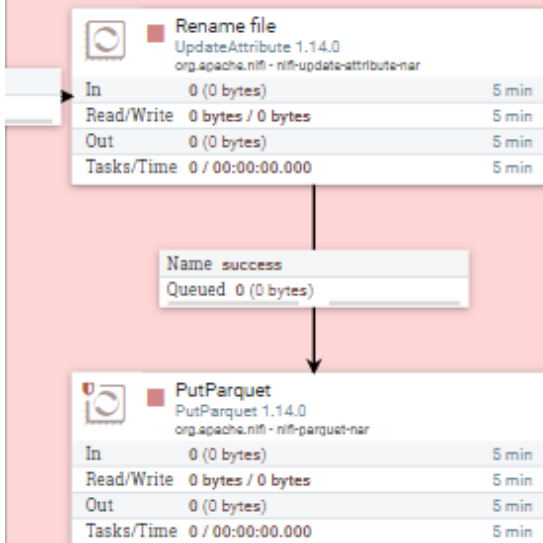 Rename file
UpdateAttribute 1.14.0
org.apache.nifi - nifi-update-attribute-nar
In 0 (0 bytes) 5 min
Read/Write 0 bytes / 0 bytes 5 min
Out 0 (0 bytes) 5 min
Tasks/Time 0 / 00:00:00.000 5 min
Name success
Queued 0 (0 bytes)
PutParquet
PutParquet 1.14.0
org.apache.nifi - nifi-parquet-nar
In 0 (0 bytes) 5 min
Read/Write 0 bytes / 0 bytes 5 min
Out 0 (0 bytes) 5 min
Tasks/Time 0 / 00:00:00.000 5 min